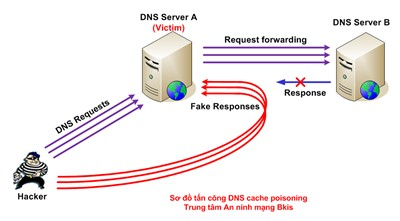 DNS Server A
(Victim)
DNS Server B
Request forwarding
Response
Fake Responses
DNS Requests
Hacker
Sơ đồ tấn công DNS cache poisoning
Trung tâm An ninh mạng Bkis